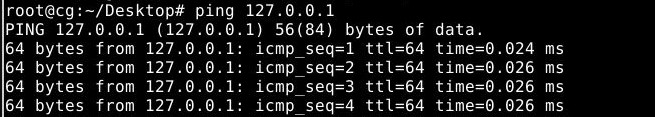 root@cg:~/Desktop# ping 127.0.0.1
PING 127.0.0.1 (127.0.0.1) 56(84) bytes of data.
64 bytes from 127.0.0.1: icmp_seq=1 ttl=64 time=0.024 ms
64 bytes from 127.0.0.1: icmp_seq=2 ttl=64 time=0.026 ms
64 bytes from 127.0.0.1: icmp_seq=3 ttl=64 time=0.026 ms
64 bytes from 127.0.0.1: icmp_seq=4 ttl=64 time=0.026 ms